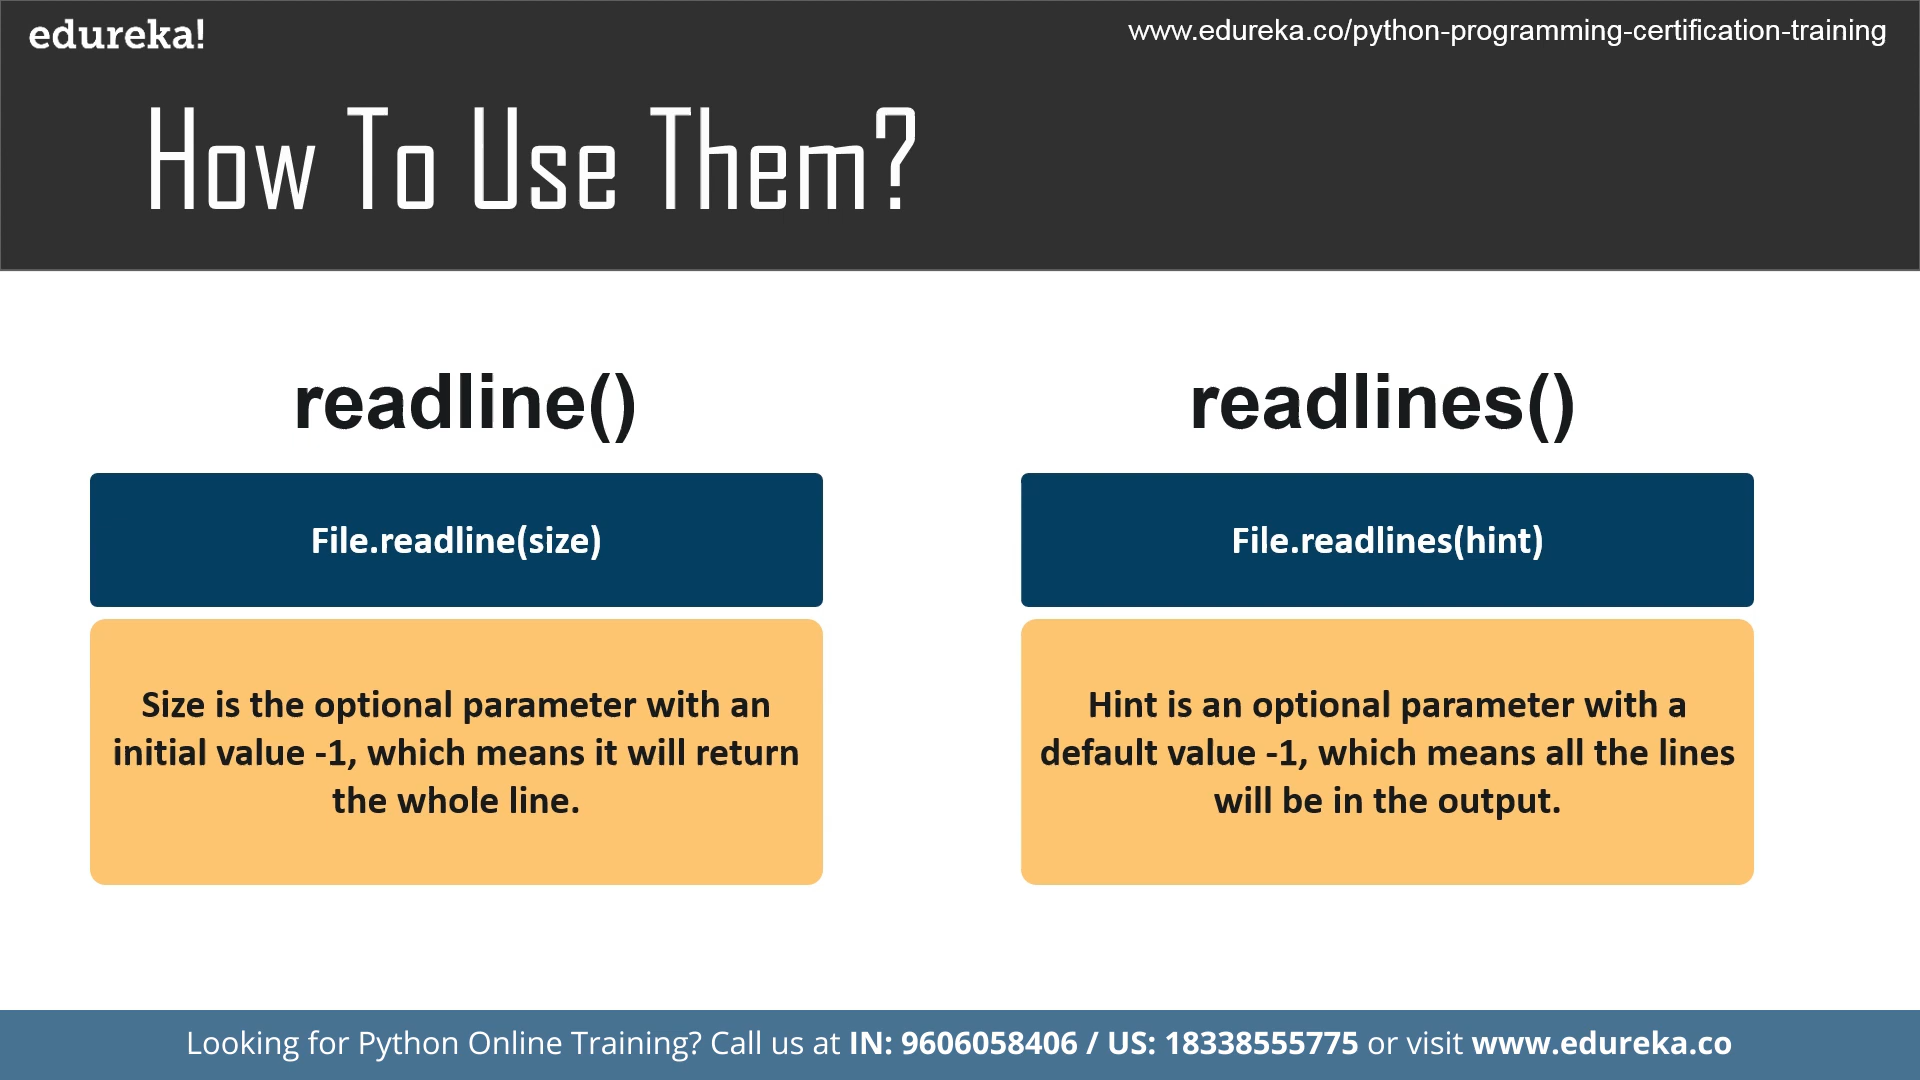 edureka!
www.edureka.co/python-programming-certification-training
How To Use Them?
readline()
File.readline(size)
Size is the optional parameter with an
initial value -1, which means it will return
the whole line.
readlines()
File.readlines(hint)
Hint is an optional parameter with a
default value -1, which means all the lines
will be in the output.
Looking for Python Online Training? Call us at IN: 9606058406 / US: 18338555775 or visit www.edureka.co